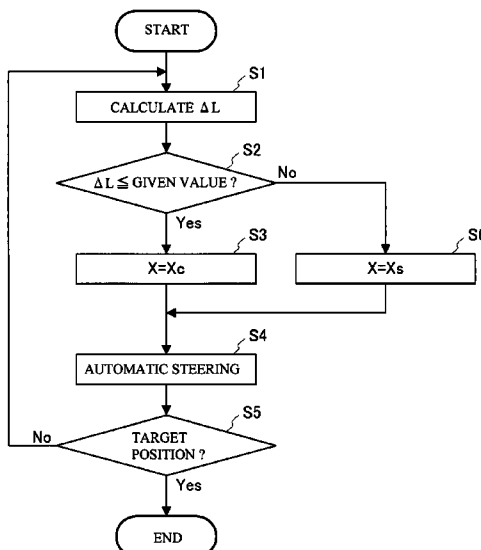 START
S1
CALCULATE ΔL
S2
ΔL≦GIVEN VALUE ?
No
Yes
S3
X=Xc
X=Xs
S4
AUTOMATIC STEERING
S5
No
TARGET
POSITION ?
Yes
END